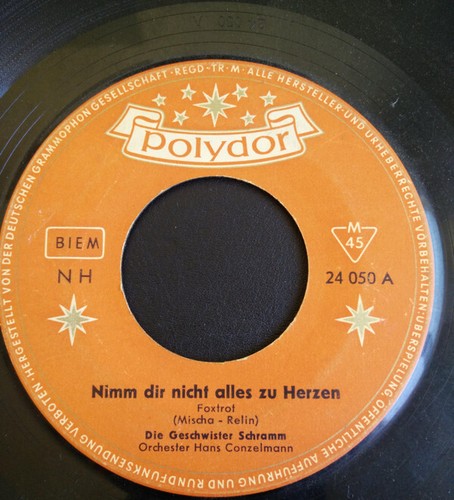 HERGESTELLT VON DER DEUTSCHEN GRAMMOPHON GESELLSCHAFT · REGD · TR · M · ALLE HERSTELLER- UND URHEBERRECHTE VORBEHALTEN · ÜBERSPIELUNG, ÖFFENTLICHE AUFFÜHRUNG UND RUNDFUNKSENDUNG VERBOTEN ·
polydor
BIEM
NH
M
45
24 050 A
Nimm dir nicht alles zu Herzen
Foxtrot
(Mischa - Relin)
Die Geschwister Schramm
Orchester Hans Conzelmann